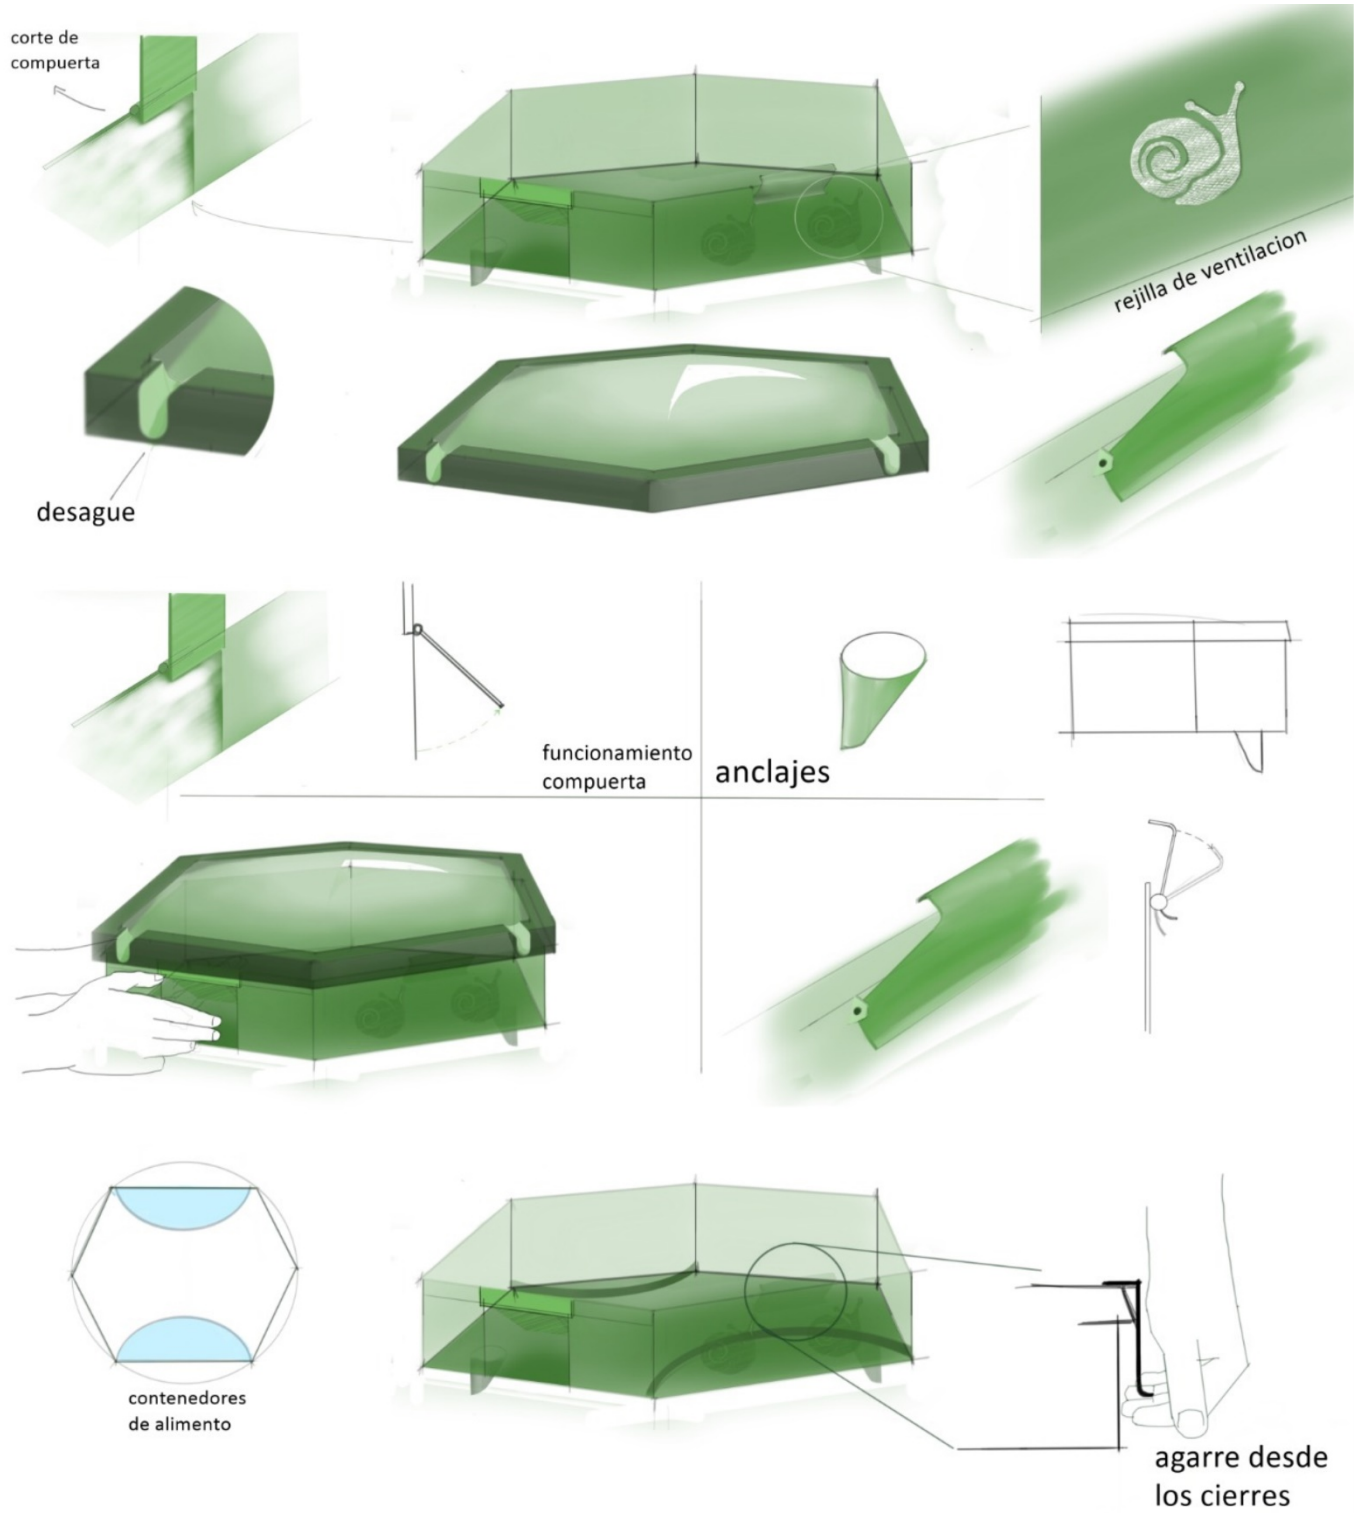 corte de
compuerta
rejilla de ventilacion
desague
funcionamiento
compuerta
anclajes
contenedores
de alimento
agarre desde
los cierres